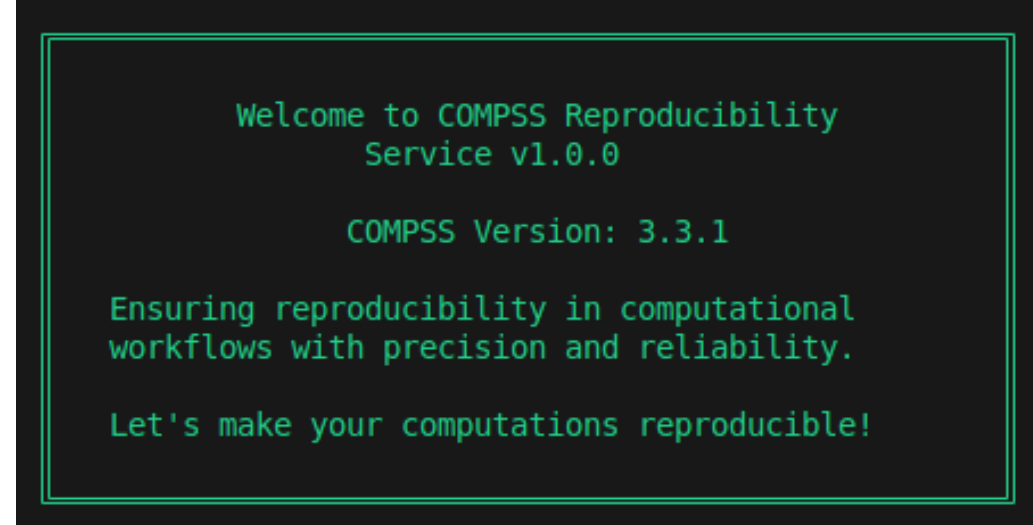 Welcome to COMPSS Reproducibility
Service v1.0.0
COMPSS Version: 3.3.1
Ensuring reproducibility in computational
workflows with precision and reliability.
Let's make your computations reproducible!